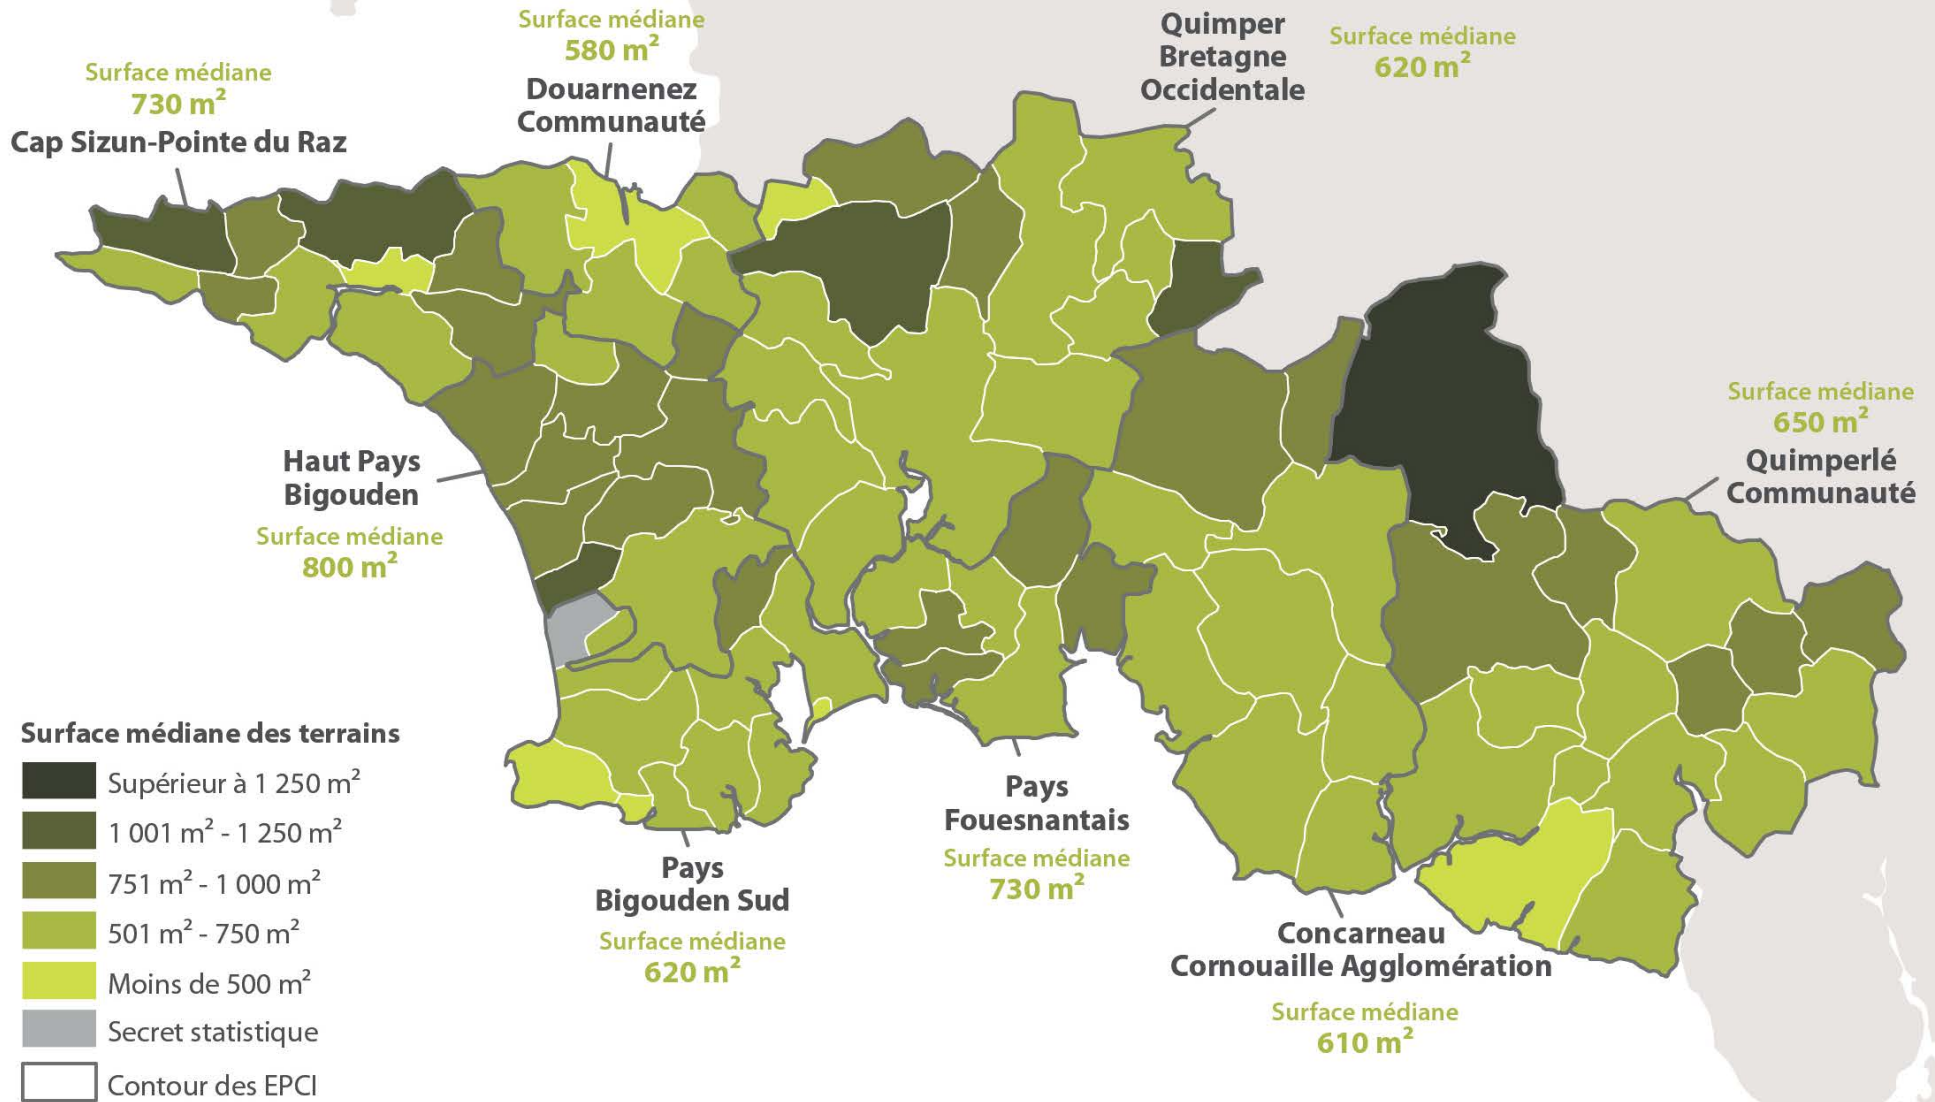 Surface médiane
730 m²
Cap Sizun-Pointe du Raz
Surface médiane
580 m²
Douarnenez
Communauté
Quimper
Bretagne
Occidentale
Surface médiane
620 m²
Surface médiane
650 m²
Quimperlé
Communauté
Haut Pays
Bigouden
Surface médiane
800 m²
Surface médiane des terrains
Supérieur à 1 250 m²
1 001 m² - 1 250 m²
751 m² - 1 000 m²
501 m² - 750 m²
Moins de 500 m²
Secret statistique
Contour des EPCI
Pays
Bigouden Sud
Surface médiane
620 m²
Pays
Fouesnantais
Surface médiane
730 m²
Concarneau
Cornouaille Agglomération
Surface médiane
610 m²